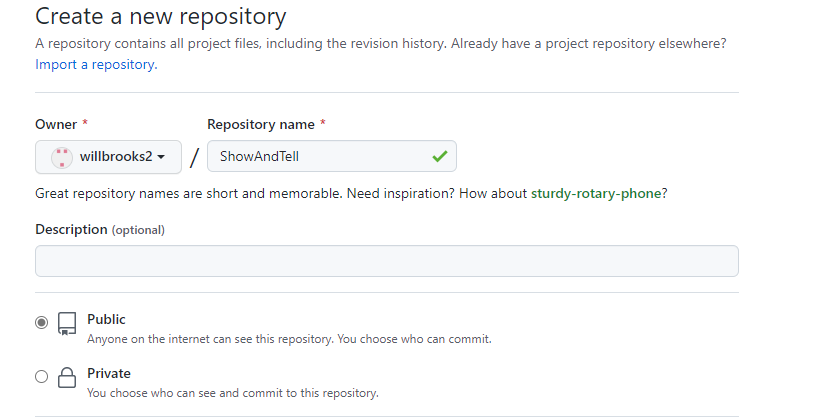 Create a new repository
A repository contains all project files, including the revision history. Already have a project repository elsewhere?
Import a repository.
Owner * Repository name *
willbrooks2 / ShowAndTell
Great repository names are short and memorable. Need inspiration? How about sturdy-rotary-phone?
Description (optional)
Public
Anyone on the internet can see this repository. You choose who can commit.
Private
You choose who can see and commit to this repository.